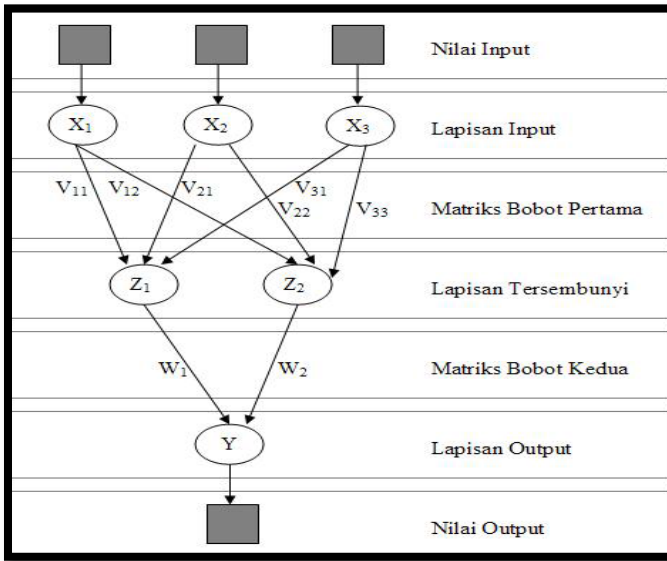 Nilai Input
X1 X2 X3 Lapisan Input
V11 V12 V21 V31
V22 V33
Matriks Bobot Pertama
Z1 Z2 Lapisan Tersembunyi
W1 W2 Matriks Bobot Kedua
Y Lapisan Output
Nilai Output